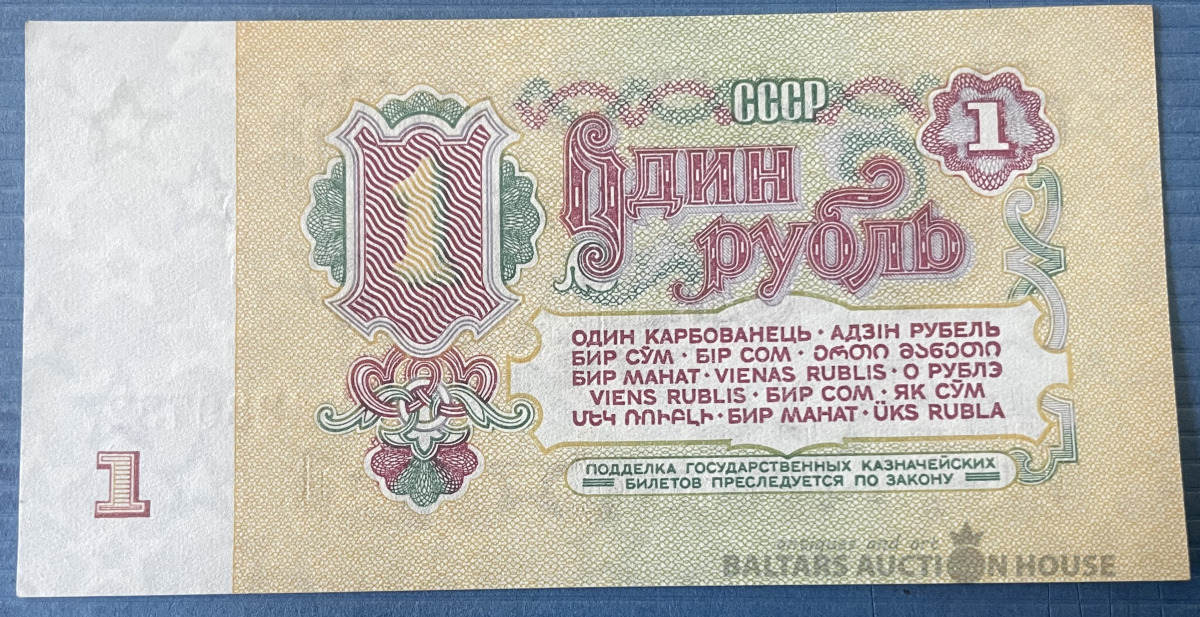 СССР
1
1
Один
рубль
ОДИН КАРБОВАНЕЦЬ · АДЗІН РУБЕЛЬ
БИР СЎМ · БІР СОМ · ᲔᲠᲗᲘ ᲛᲐᲜᲔᲗᲘ
БИР МАНАТ · VIENAS RUBLIS · О РУБЛЭ
VIENS RUBLIS · БИР СОМ · ЯК СӮМ
ՄԵԿ ՌՈՒԲԼԻ · БИР МАНАТ · ÜKS RUBLA
ПОДДЕЛКА ГОСУДАРСТВЕННЫХ КАЗНАЧЕЙСКИХ
БИЛЕТОВ ПРЕСЛЕДУЕТСЯ ПО ЗАКОНУ
1
antiques and art
BALTARS AUCTION HOUSE